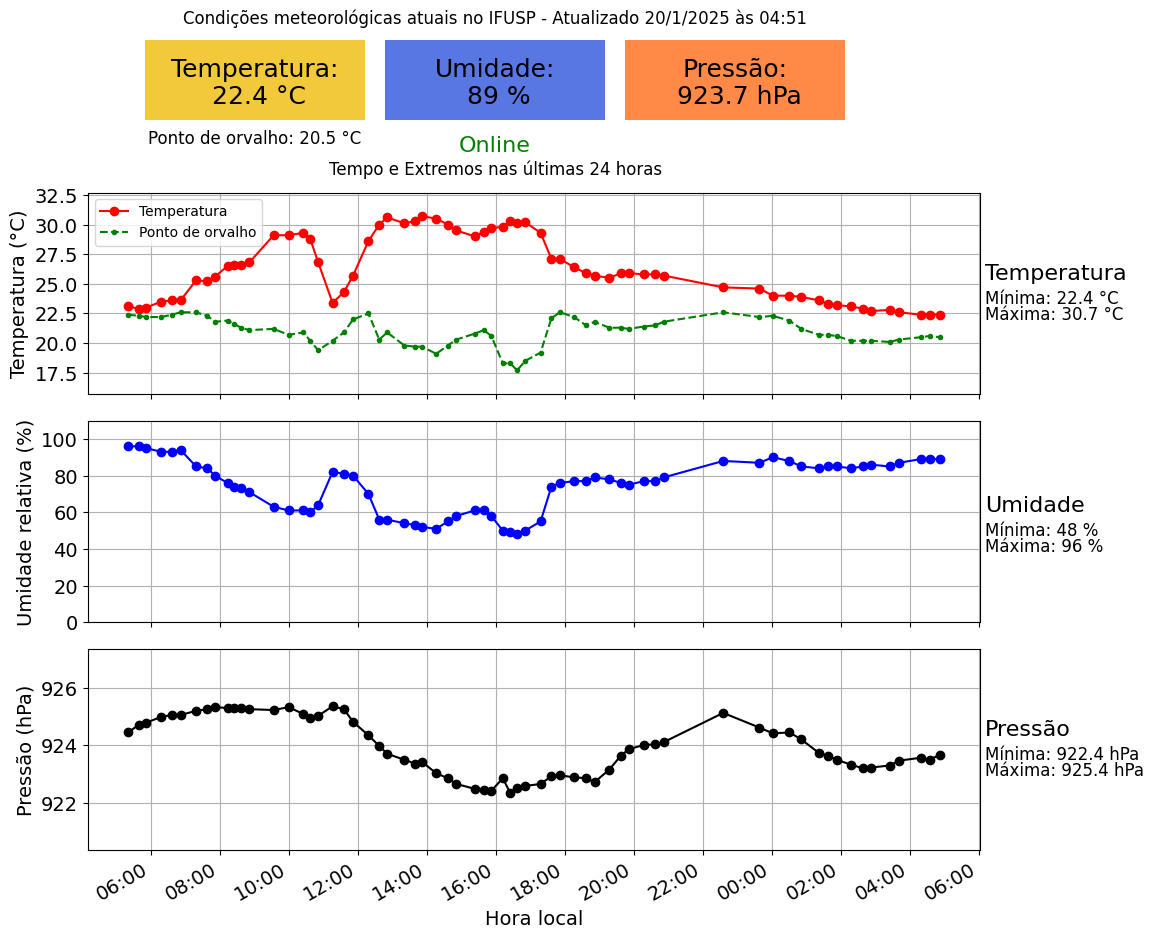 Condições meteorológicas atuais no IFUSP - Atualizado 20/1/2025 às 04:51
Temperatura:
22.4 °C
Umidade:
89 %
Pressão:
923.7 hPa
Ponto de orvalho: 20.5 °C
Online
Tempo e Extremos nas últimas 24 horas
Temperatura (°C)
32.5
30.0
27.5
25.0
22.5
20.0
17.5
Temperatura
Ponto de orvalho
Temperatura
Mínima: 22.4 °C
Máxima: 30.7 °C
Umidade relativa (%)
100
80
60
40
20
0
Umidade
Mínima: 48 %
Máxima: 96 %
Pressão (hPa)
926
924
922
Pressão
Mínima: 922.4 hPa
Máxima: 925.4 hPa
06:00 08:00 10:00 12:00 14:00 16:00 18:00 20:00 22:00 00:00 02:00 04:00 06:00
Hora local